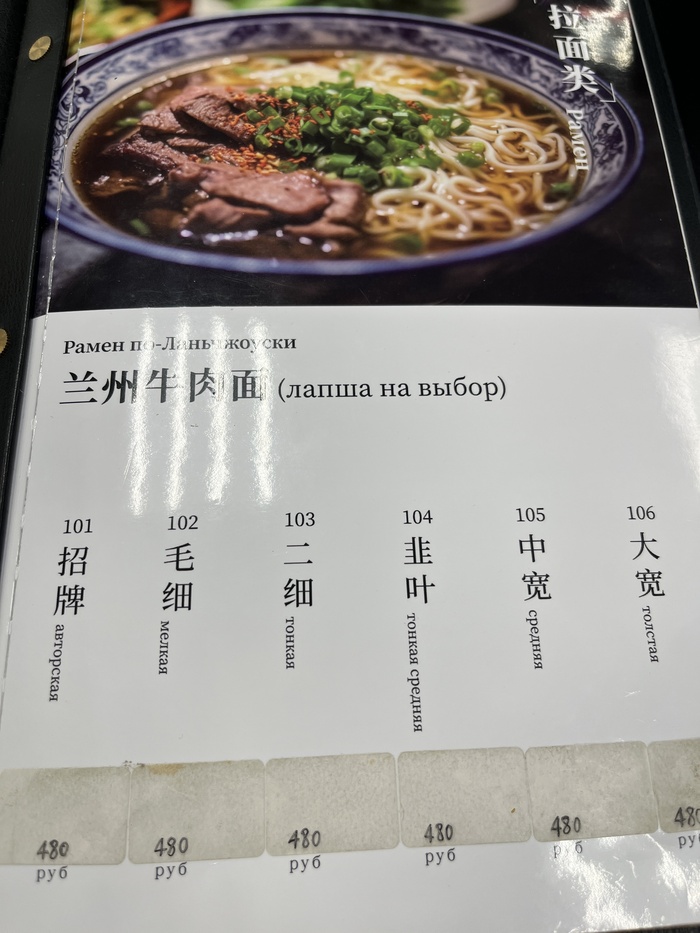 「拉面类」 Рамен
Рамен по-Ланьчжоуски
兰州牛肉面 (лапша на выбор)
101
招牌
авторская
480
руб
102
毛细
мелкая
480
руб
103
二细
тонкая
480
руб
104
韭叶
тонкая средняя
480
руб
105
中宽
средняя
480
руб
106
大宽
толстая
480
ру